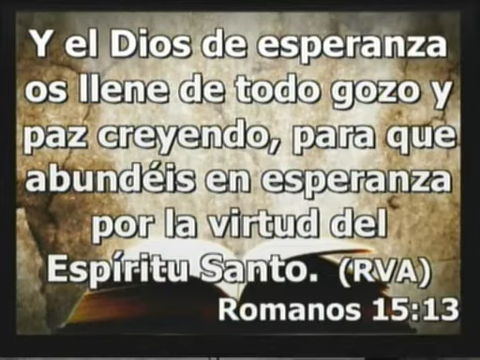 Y el Dios de esperanza
os llene de todo gozo y
paz creyendo, para que
abundéis en esperanza
por la virtud del
Espíritu Santo. (RVA)
Romanos 15:13